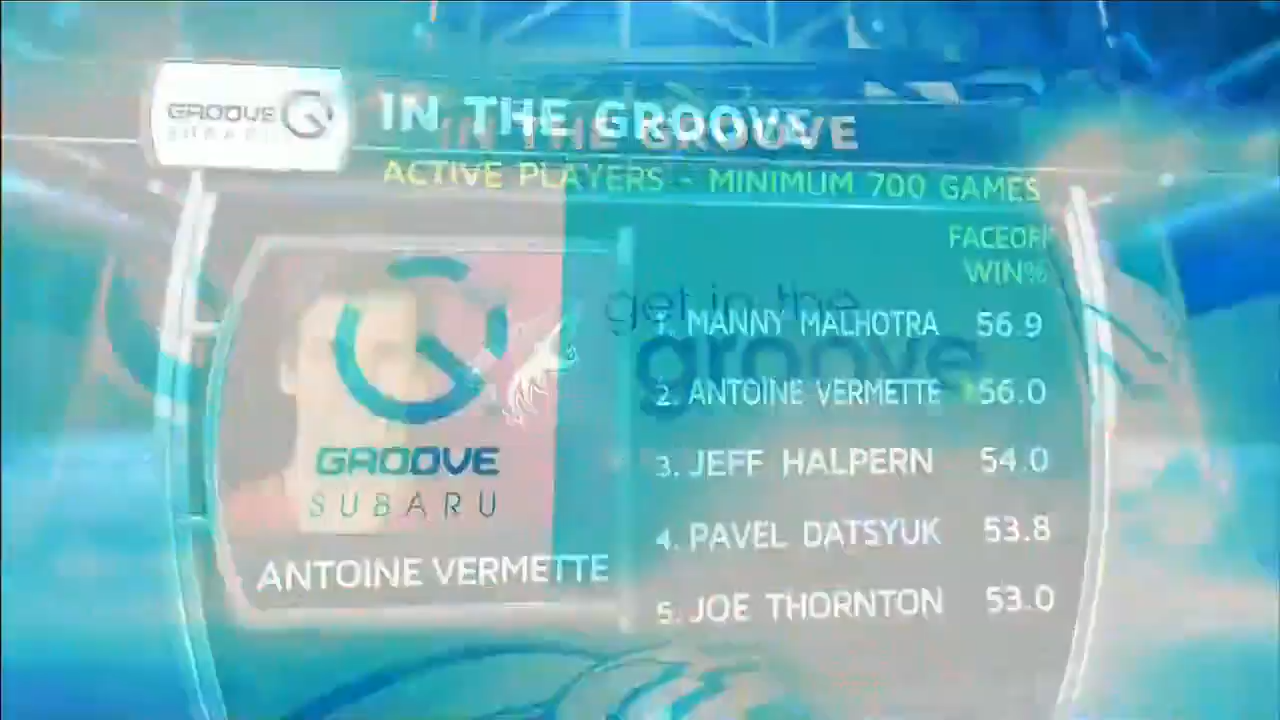 GROOVE
SUBARU
IN THE GROOVE
IN THE GROOVE
ACTIVE PLAYERS - MINIMUM 700 GAMES
FACEOFF
WIN%
get in the
groove
1. MANNY MALHOTRA 56.9
2. ANTOINE VERMETTE 56.0
3. JEFF HALPERN 54.0
4. PAVEL DATSYUK 53.8
5. JOE THORNTON 53.0
GROOVE
SUBARU
ANTOINE VERMETTE